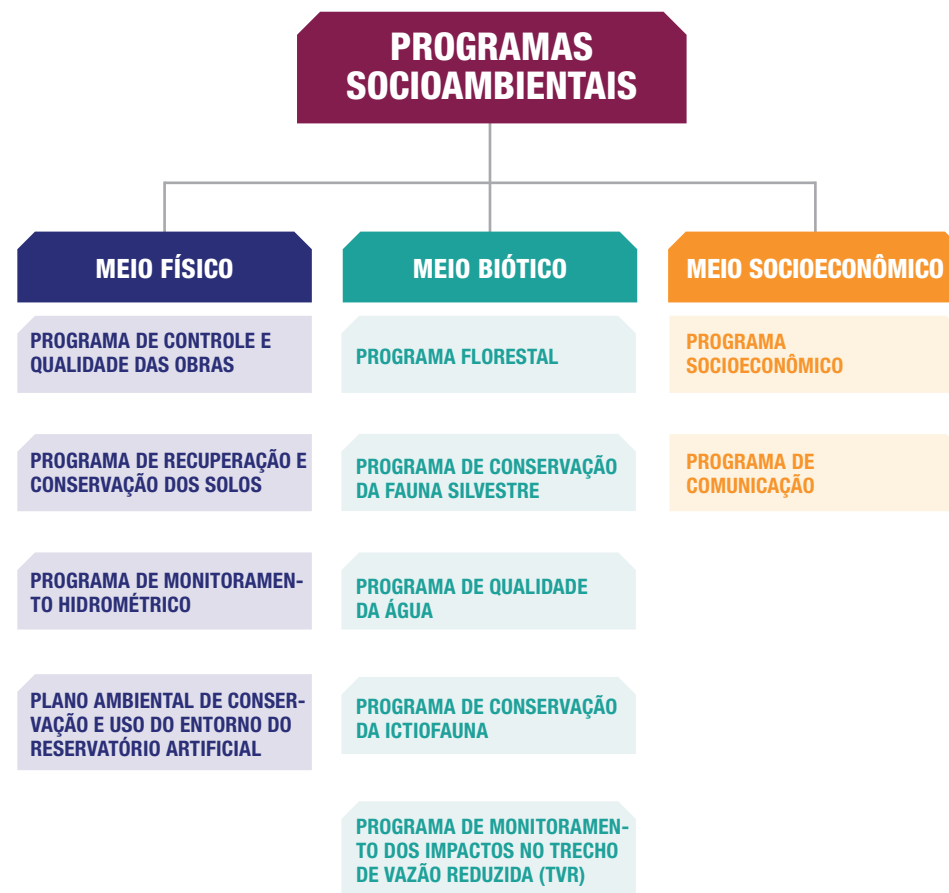 PROGRAMAS
SOCIOAMBIENTAIS
MEIO FÍSICO
PROGRAMA DE CONTROLE E
QUALIDADE DAS OBRAS
PROGRAMA DE RECUPERAÇÃO E
CONSERVAÇÃO DOS SOLOS
PROGRAMA DE MONITORAMEN-
TO HIDROMÉTRICO
PLANO AMBIENTAL DE CONSER-
VAÇÃO E USO DO ENTORNO DO
RESERVATÓRIO ARTIFICIAL
MEIO BIÓTICO
PROGRAMA FLORESTAL
PROGRAMA DE CONSERVAÇÃO
DA FAUNA SILVESTRE
PROGRAMA DE QUALIDADE
DA ÁGUA
PROGRAMA DE CONSERVAÇÃO
DA ICTIOFAUNA
PROGRAMA DE MONITORAMEN-
TO DOS IMPACTOS NO TRECHO
DE VAZÃO REDUZIDA (TVR)
MEIO SOCIOECONÔMICO
PROGRAMA
SOCIOECONÔMICO
PROGRAMA DE
COMUNICAÇÃO